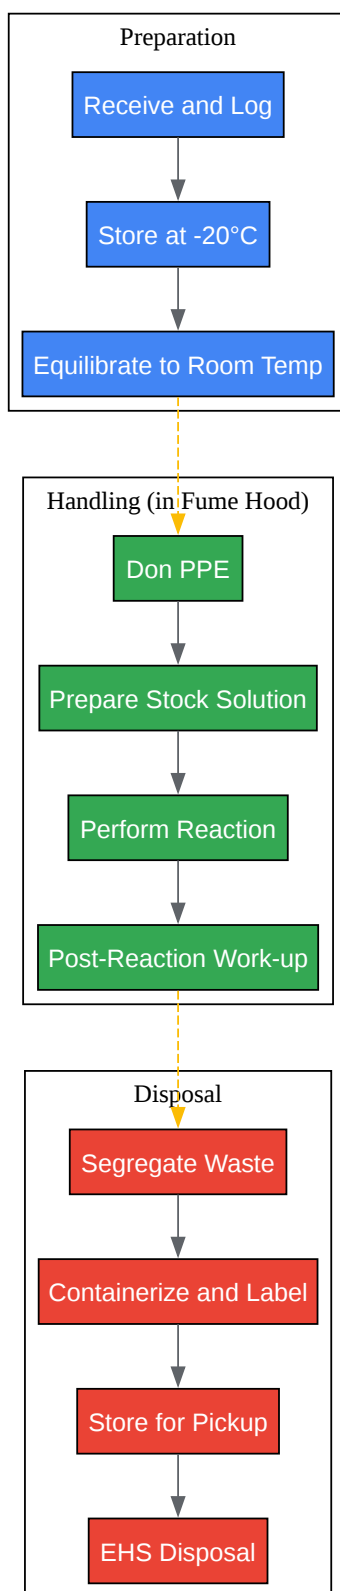 Preparation
Receive and Log
Store at -20°C
Equilibrate to Room Temp
Handling (in Fume Hood)
Don PPE
Prepare Stock Solution
Perform Reaction
Post-Reaction Work-up
Disposal
Segregate Waste
Containerize and Label
Store for Pickup
EHS Disposal